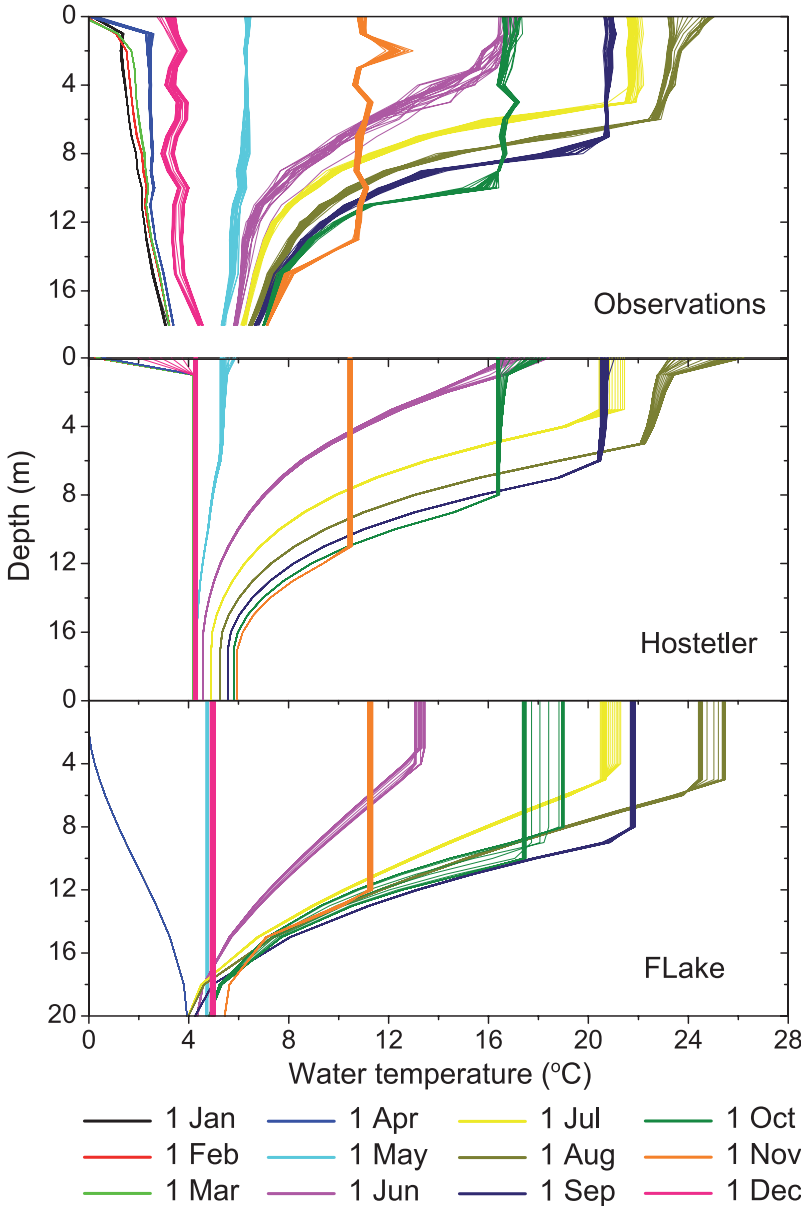 0
4
8
12
16
Observations
0
4
8
12
16
Depth (m)
Hostetler
0
4
8
12
16
20
FLake
0 4 8 12 16 20 24 28
Water temperature (°C)
1 Jan 1 Apr 1 Jul 1 Oct
1 Feb 1 May 1 Aug 1 Nov
1 Mar 1 Jun 1 Sep 1 Dec